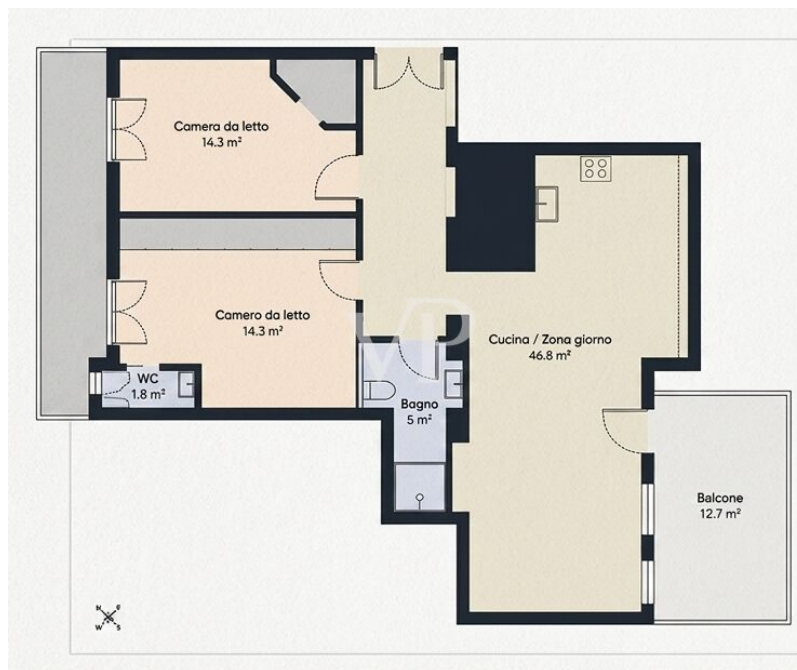 Camera da letto
14.3 m²
Camero da letto
14.3 m²
VP
Cucina / Zona giorno
46.8 m²
WC
1.8 m²
Bagno
5 m²
Balcone
12.7 m²
N
W S